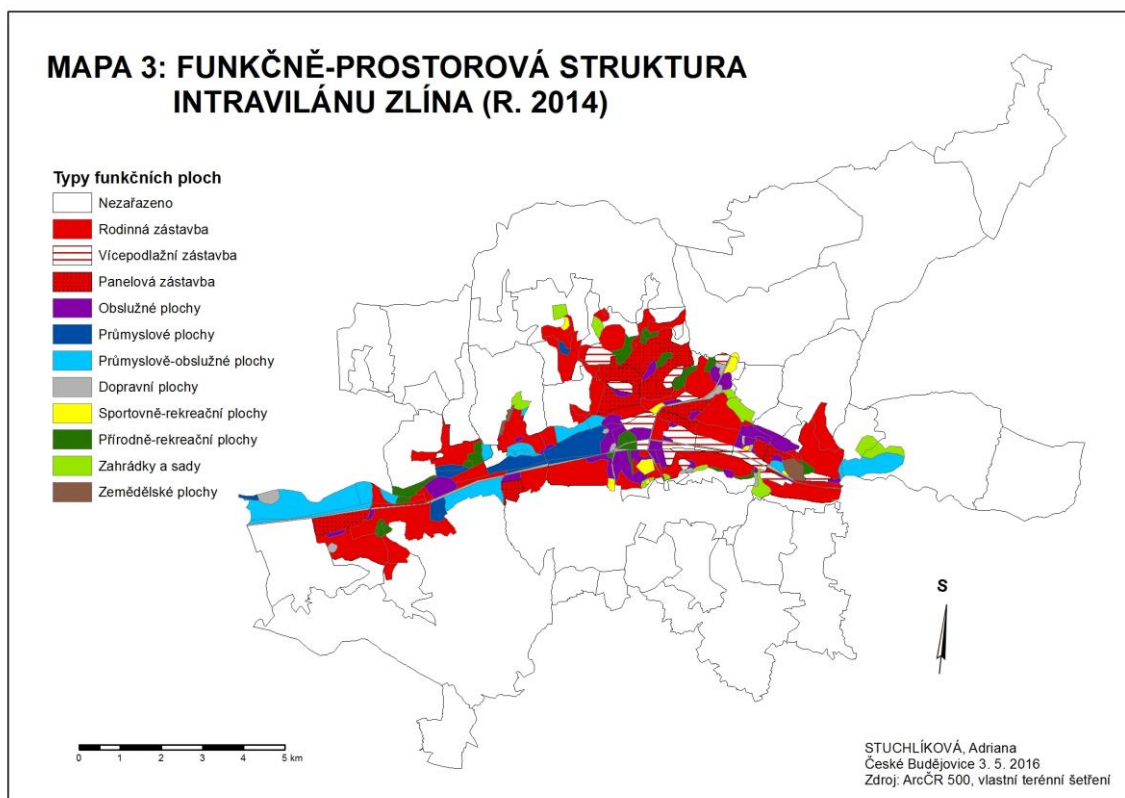 MAPA 3: FUNKČNĚ-PROSTOROVÁ STRUKTURA
INTRAVILÁNU ZLÍNA (R. 2014)
Typy funkčních ploch
Nezařazeno
Rodinná zástavba
Vícepodlažní zástavba
Panelová zástavba
Obslužné plochy
Průmyslové plochy
Průmyslově-obslužné plochy
Dopravní plochy
Sportovně-rekreační plochy
Přírodně-rekreační plochy
Zahrádky a sady
Zemědělské plochy
S
0 1 2 3 4 5 km
STUCHLÍKOVÁ, Adriana
České Budějovice 3. 5. 2016
Zdroj: ArcČR 500, vlastní terénní šetření